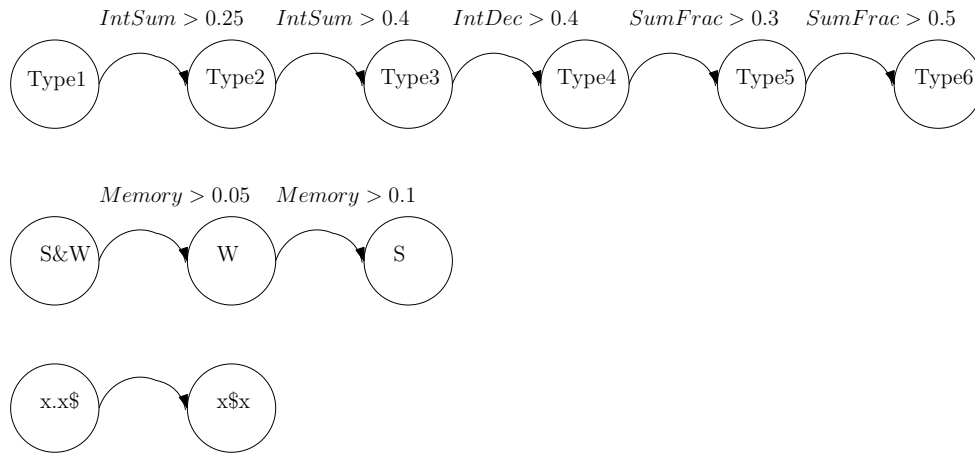 IntSum > 0.25 IntSum > 0.4 IntDec > 0.4 SumFrac > 0.3 SumFrac > 0.5
Type1 Type2 Type3 Type4 Type5 Type6
Memory > 0.05 Memory > 0.1
S&W W S
x.x$ x$x